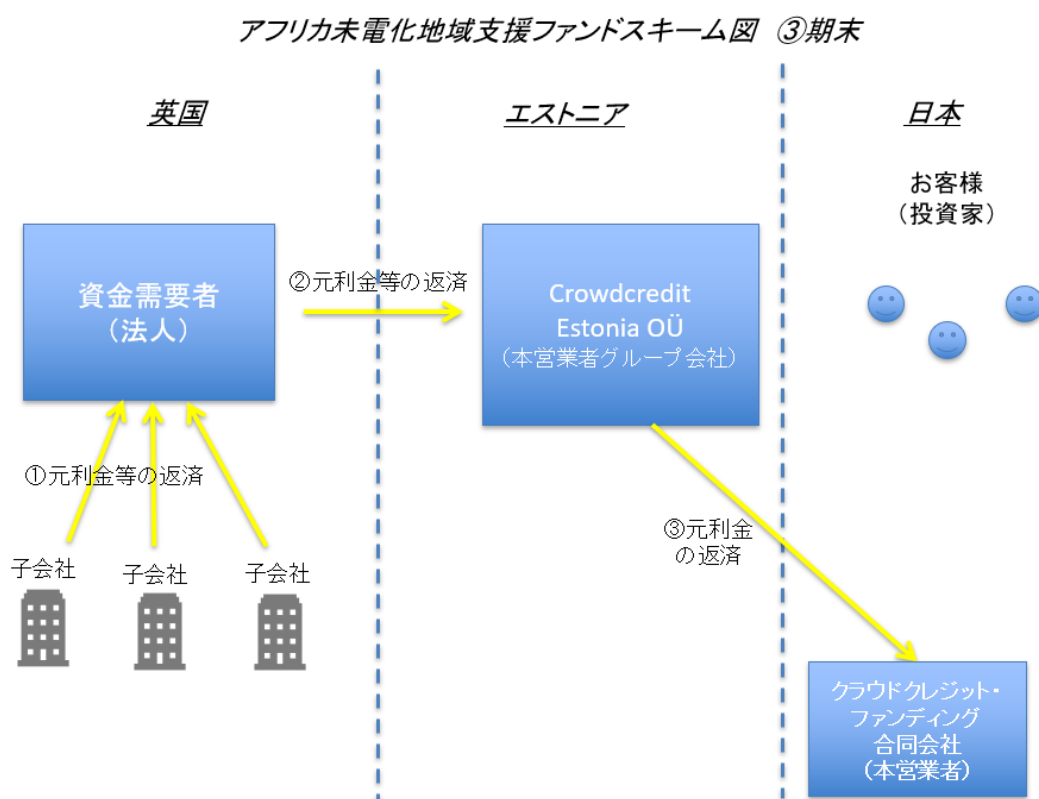 アフリカ未電化地域支援ファンドスキーム図 ③期末
英国
エストニア
日本
お客様
（投資家）
資金需要者
（法人）
②元利金等の返済
Crowdcredit
Estonia OÜ
（本営業者グループ会社）
①元利金等の返済
③元利金
の返済
子会社
子会社
子会社
クラウドクレジット・
ファンディング
合同会社
（本営業者）